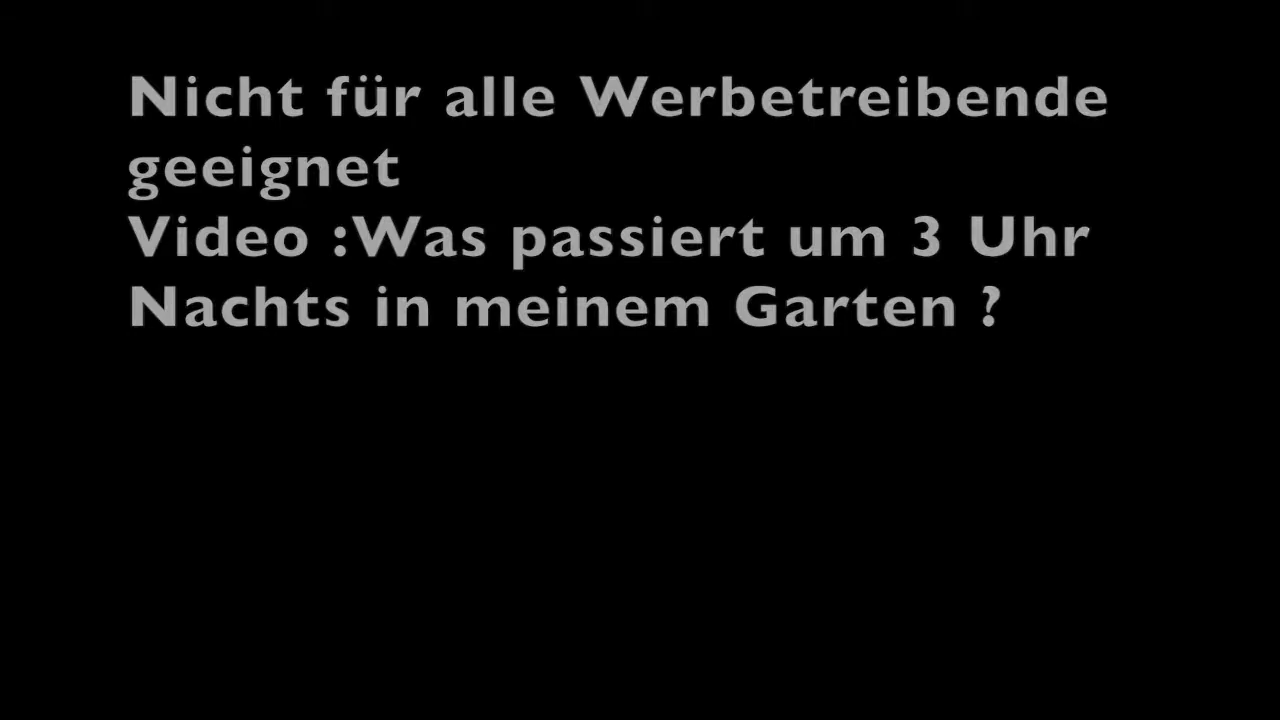 Nicht für alle Werbetreibende
geeignet
Video :Was passiert um 3 Uhr
Nachts in meinem Garten ?